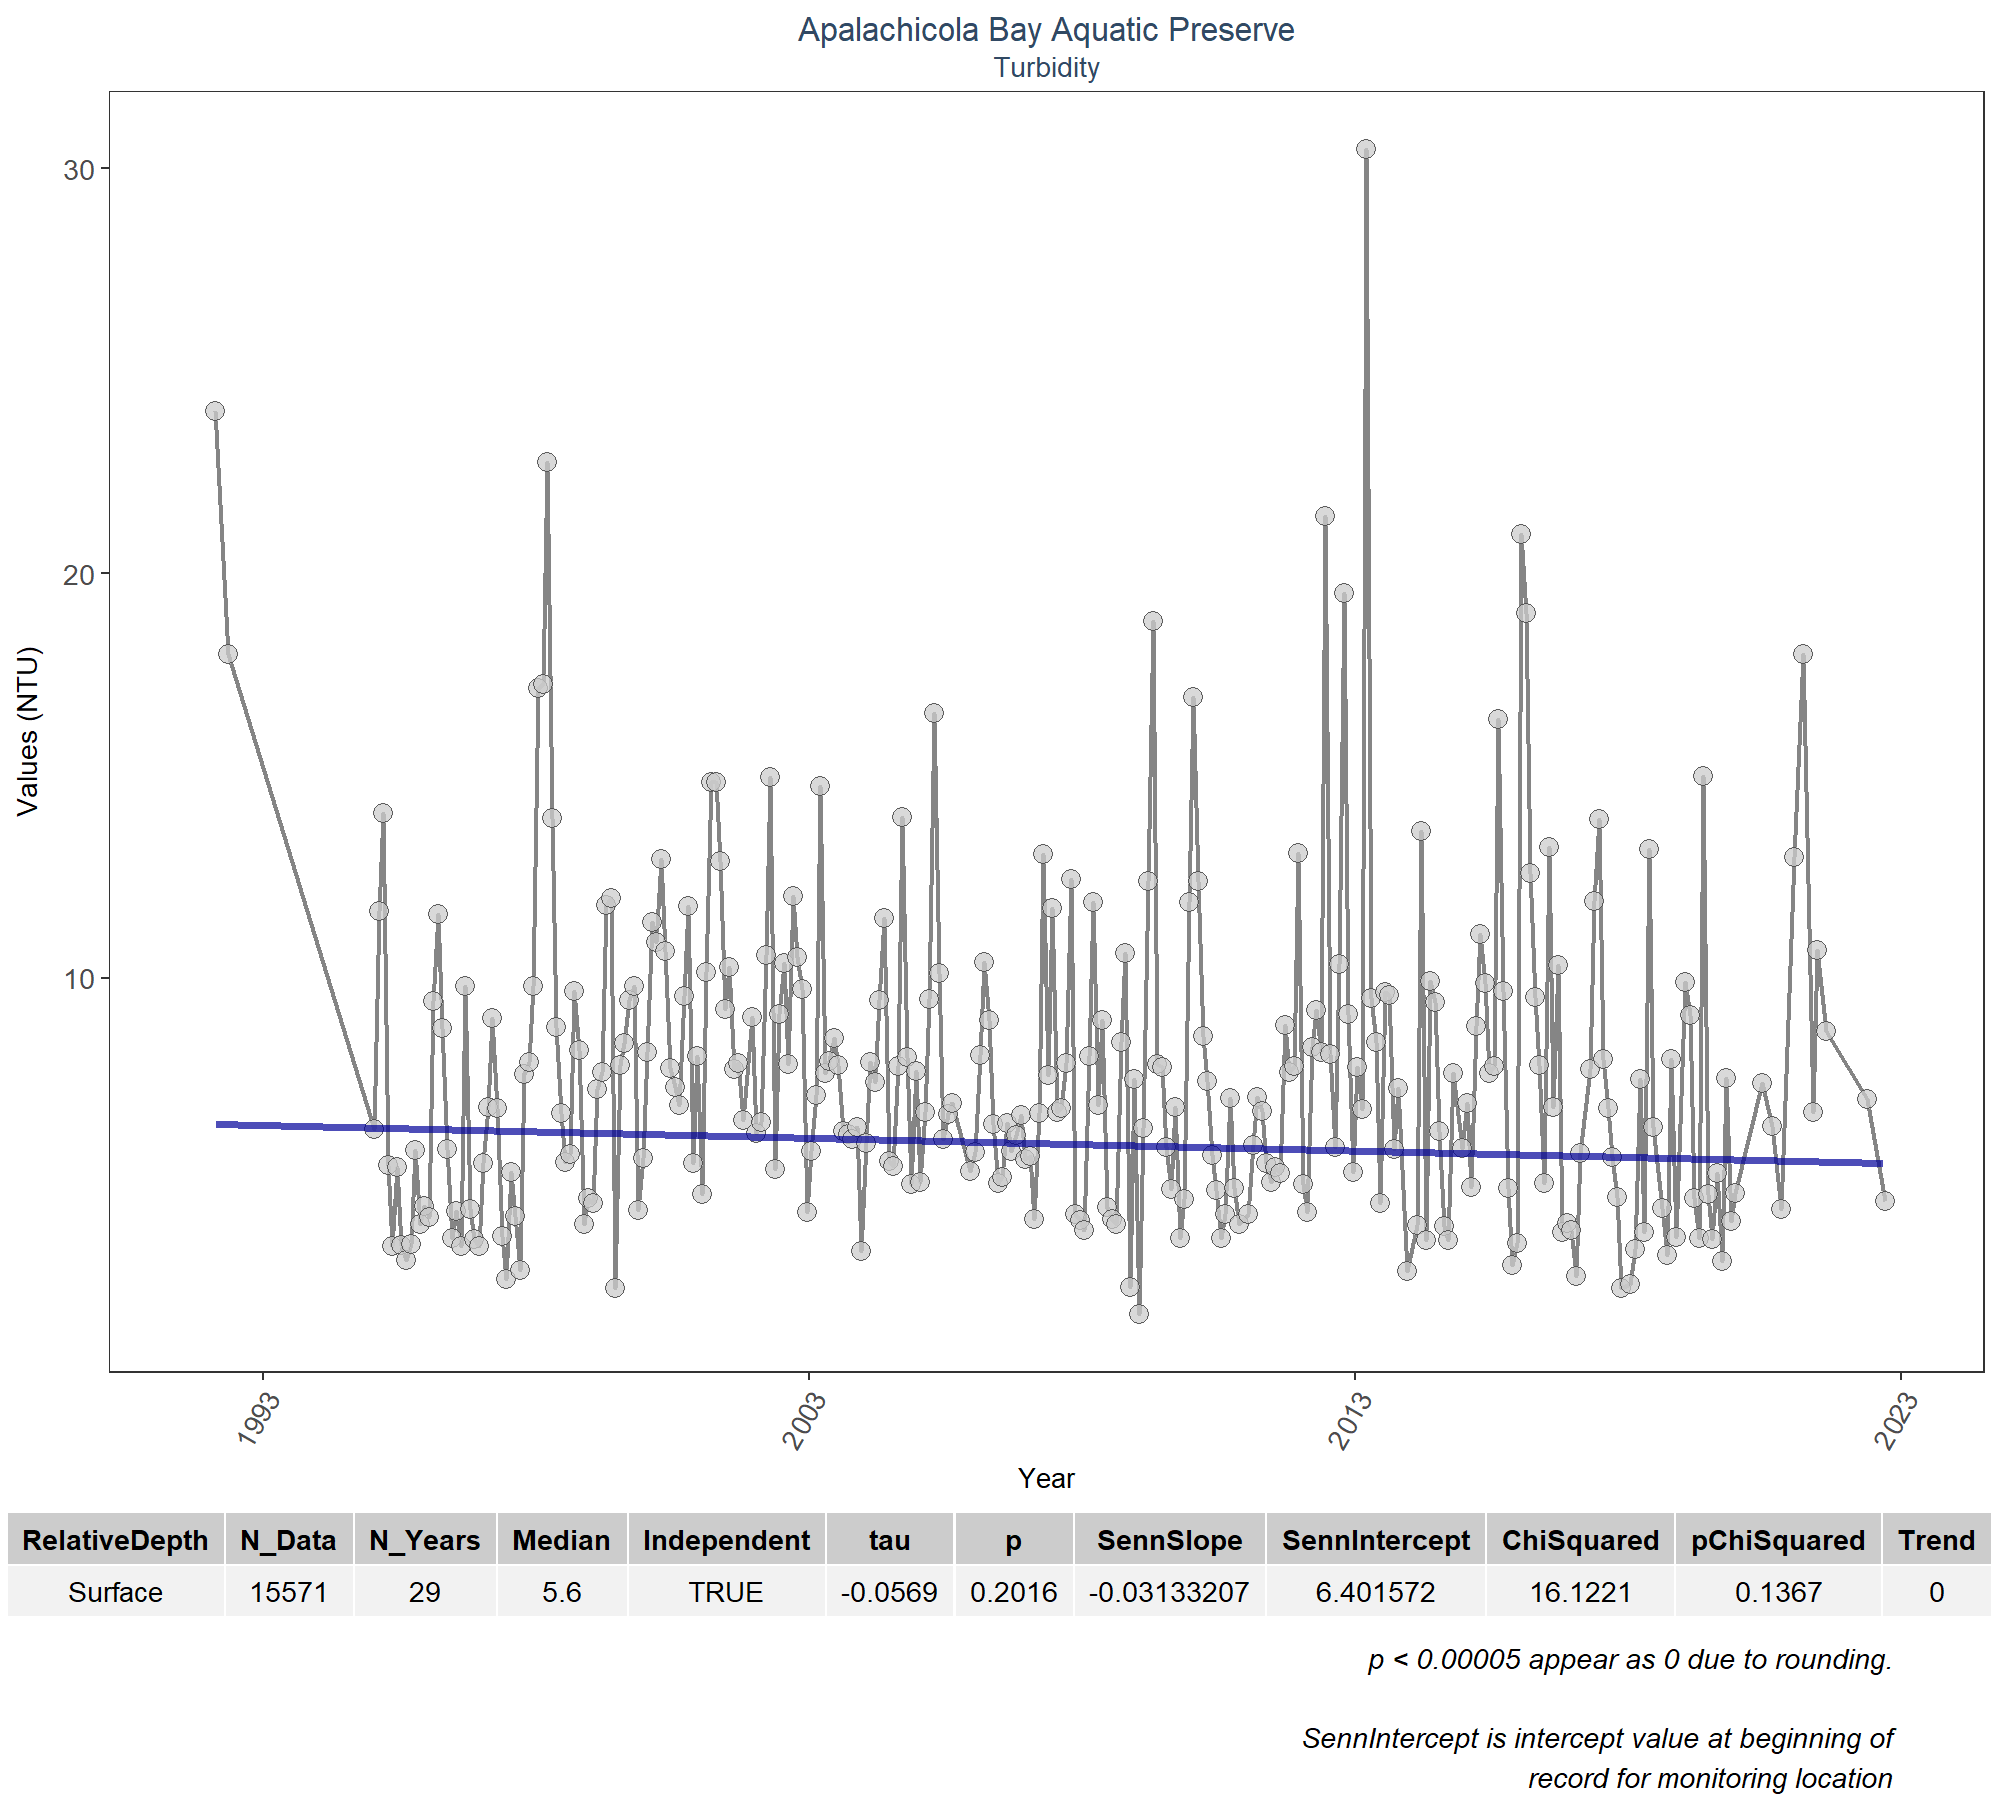 Apalachicola Bay Aquatic Preserve
Turbidity
30
20
10
Values (NTU)
1993
2003
2013
2023
Year
RelativeDepth N_Data N_Years Median Independent tau p SennSlope SennIntercept ChiSquared pChiSquared Trend
Surface 15571 29 5.6 TRUE -0.0569 0.2016 -0.03133207 6.401572 16.1221 0.1367 0
p < 0.00005 appear as 0 due to rounding.
SennIntercept is intercept value at beginning of
record for monitoring location